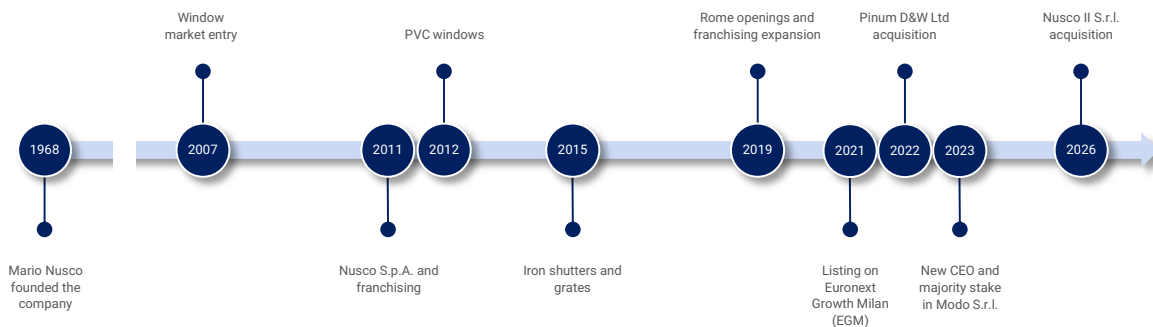 Window
market entry
PVC windows
Rome openings and
franchising expansion
Pinum D&W Ltd
acquisition
Nusco II S.r.l.
acquisition
1968
2007
2011
2012
2015
2019
2021
2022
2023
2026
Mario Nusco
founded the
company
Nusco S.p.A. and
franchising
Iron shutters and
grates
Listing on
Euronext
Growth Milan
(EGM)
New CEO and
majority stake
in Modo S.r.l.